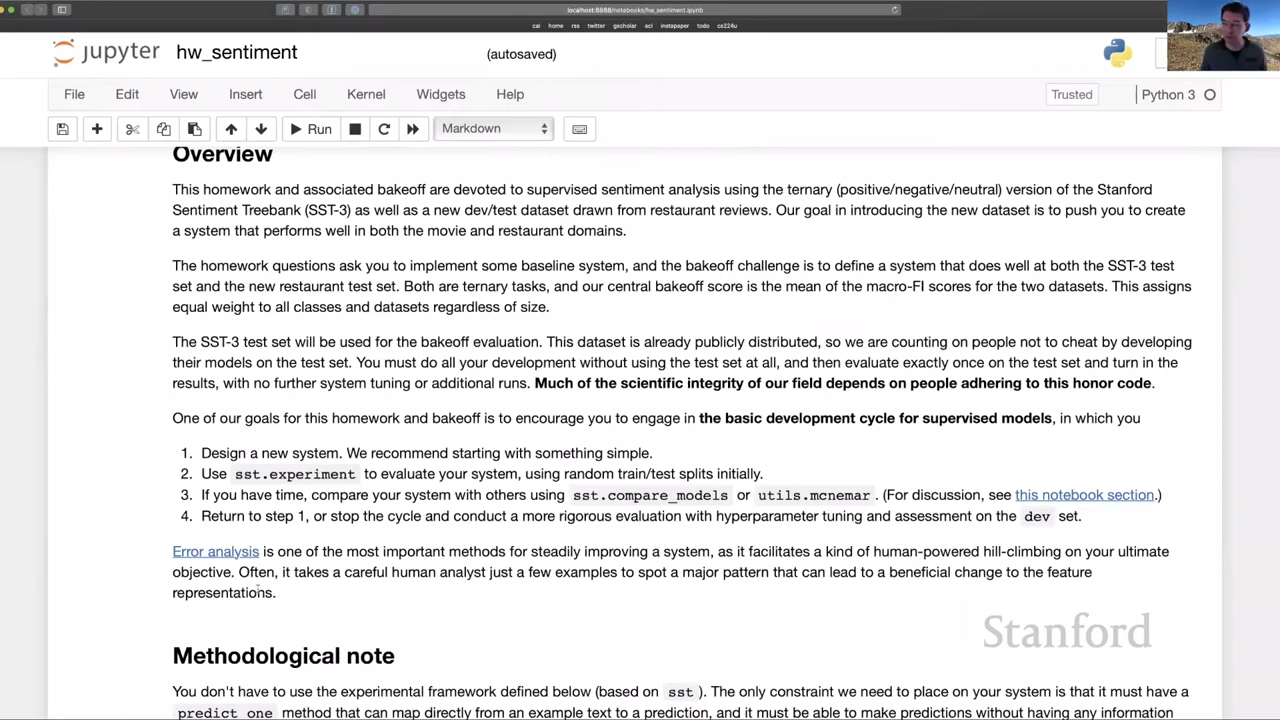 localhost:8888/notebooks/hw_sentiment.ipynb
cal home rss twitter gscholar acl instapaper todo cs224u
jupyter hw_sentiment (autosaved)
File Edit View Insert Cell Kernel Widgets Help Trusted Python 3
Run Markdown
Overview
This homework and associated bakeoff are devoted to supervised sentiment analysis using the ternary (positive/negative/neutral) version of the Stanford
Sentiment Treebank (SST-3) as well as a new dev/test dataset drawn from restaurant reviews. Our goal in introducing the new dataset is to push you to create
a system that performs well in both the movie and restaurant domains.
The homework questions ask you to implement some baseline system, and the bakeoff challenge is to define a system that does well at both the SST-3 test
set and the new restaurant test set. Both are ternary tasks, and our central bakeoff score is the mean of the macro-FI scores for the two datasets. This assigns
equal weight to all classes and datasets regardless of size.
The SST-3 test set will be used for the bakeoff evaluation. This dataset is already publicly distributed, so we are counting on people not to cheat by developing
their models on the test set. You must do all your development without using the test set at all, and then evaluate exactly once on the test set and turn in the
results, with no further system tuning or additional runs. Much of the scientific integrity of our field depends on people adhering to this honor code.
One of our goals for this homework and bakeoff is to encourage you to engage in the basic development cycle for supervised models, in which you
1. Design a new system. We recommend starting with something simple.
2. Use sst.experiment to evaluate your system, using random train/test splits initially.
3. If you have time, compare your system with others using sst.compare_models or utils.mcnemar. (For discussion, see this notebook section.)
4. Return to step 1, or stop the cycle and conduct a more rigorous evaluation with hyperparameter tuning and assessment on the dev set.
Error analysis is one of the most important methods for steadily improving a system, as it facilitates a kind of human-powered hill-climbing on your ultimate
objective. Often, it takes a careful human analyst just a few examples to spot a major pattern that can lead to a beneficial change to the feature
representations.
Stanford
Methodological note
You don't have to use the experimental framework defined below (based on sst). The only constraint we need to place on your system is that it must have a
predict_one method that can map directly from an example text to a prediction, and it must be able to make predictions without having any information